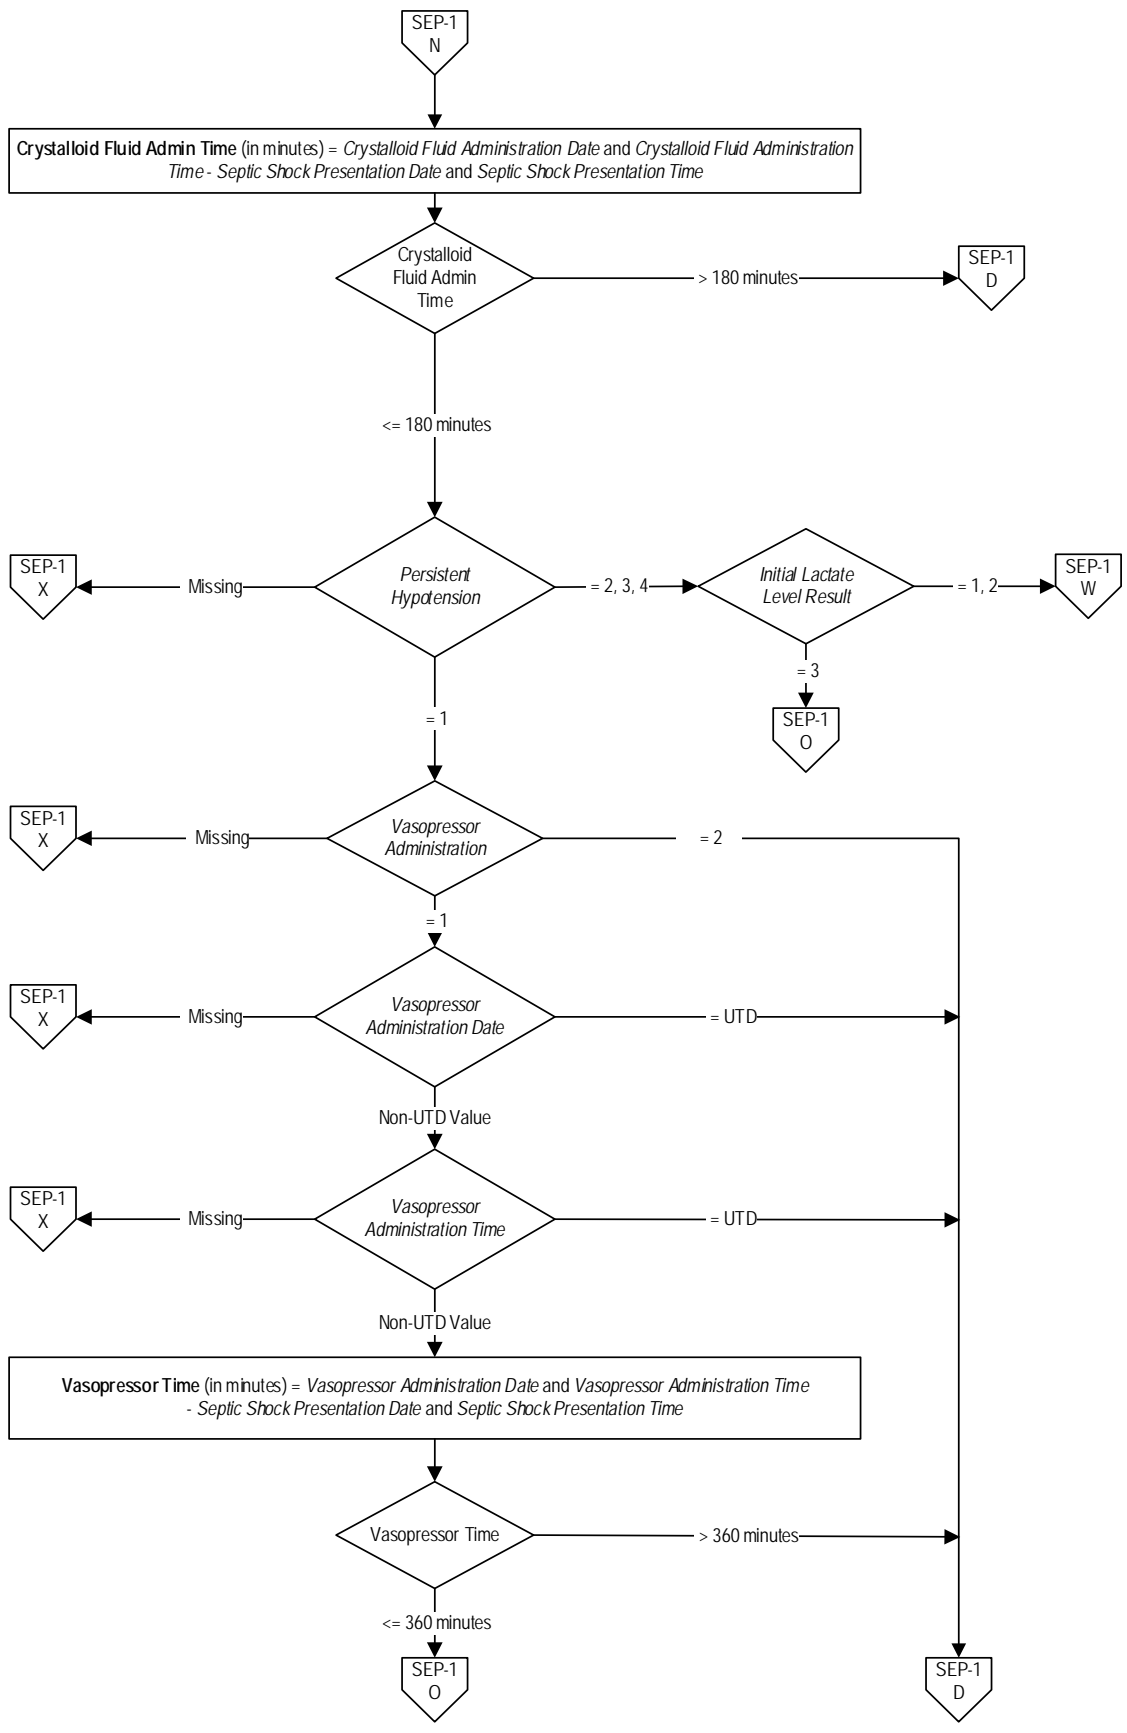 SEP-1
N
Crystalloid Fluid Admin Time (in minutes) = Crystalloid Fluid Administration Date and Crystalloid Fluid Administration
Time - Septic Shock Presentation Date and Septic Shock Presentation Time
Crystalloid
Fluid Admin
Time
> 180 minutes
SEP-1
D
<= 180 minutes
SEP-1
X
Missing
Persistent
Hypotension
= 2, 3, 4
Initial Lactate
Level Result
= 1, 2
SEP-1
W
= 3
SEP-1
O
= 1
SEP-1
X
Missing
Vasopressor
Administration
= 2
= 1
SEP-1
X
Missing
Vasopressor
Administration Date
= UTD
Non-UTD Value
SEP-1
X
Missing
Vasopressor
Administration Time
= UTD
Non-UTD Value
Vasopressor Time (in minutes) = Vasopressor Administration Date and Vasopressor Administration Time
- Septic Shock Presentation Date and Septic Shock Presentation Time
Vasopressor Time
> 360 minutes
<= 360 minutes
SEP-1
O
SEP-1
D